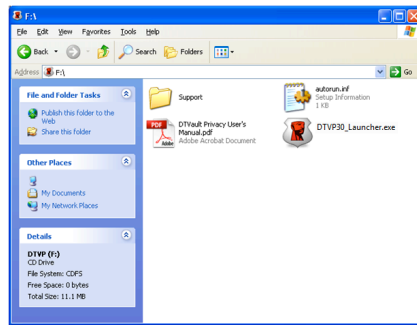 F:\
File Edit View Favorites Tools Help
Back Search Folders
Address F:\ Go
File and Folder Tasks
Publish this folder to the
Web
Share this folder
Other Places
My Documents
My Network Places
Details
DTVP (F:)
CD Drive
File System: CDFS
Free Space: 0 bytes
Total Size: 11.1 MB
Support
autorun.inf
Setup Information
1 KB
PDF
Adobe
DTVault Privacy User's
Manual.pdf
Adobe Acrobat Document
DTVP30_Launcher.exe